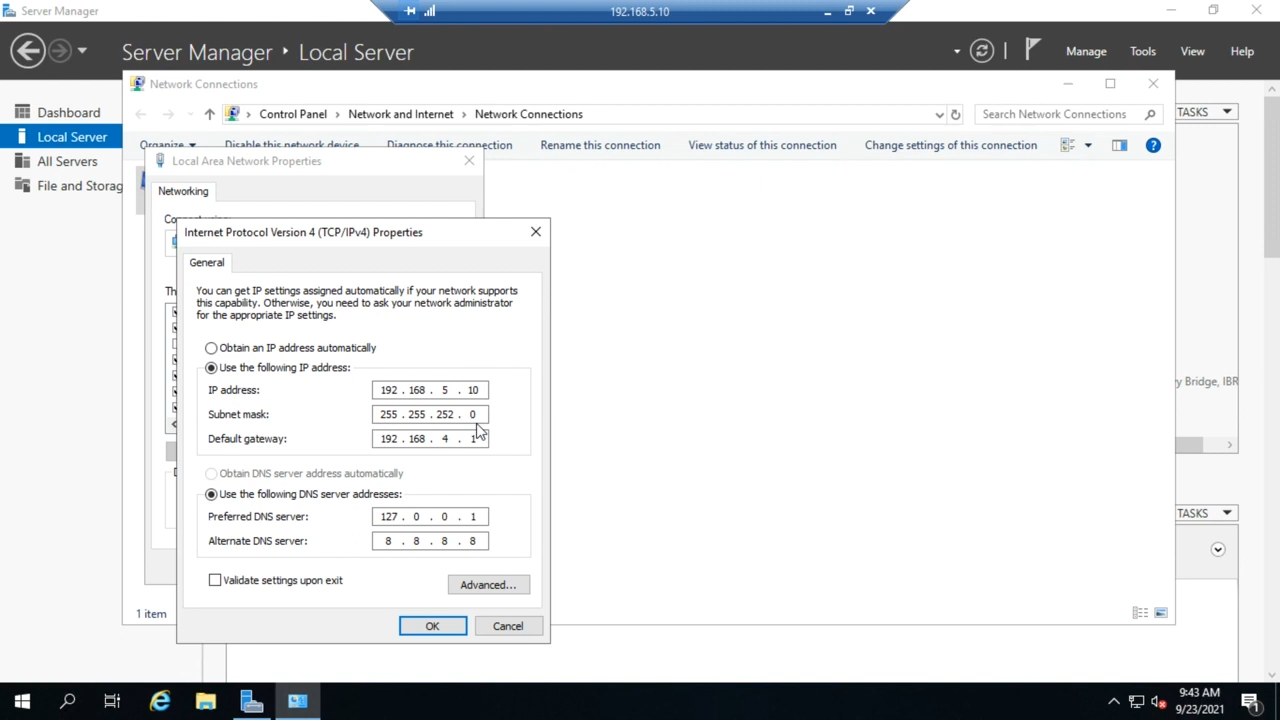 Server Manager
192.168.5.10
Server Manager ‣ Local Server
Manage Tools View Help
Network Connections
Dashboard
Local Server
All Servers
File and Storag
Control Panel > Network and Internet > Network Connections
Search Network Connections
TASKS
Organize
Disable this network device
Diagnose this connection
Rename this connection
View status of this connection
Change settings of this connection
Local Area Network Properties
Networking
Internet Protocol Version 4 (TCP/IPv4) Properties
General
You can get IP settings assigned automatically if your network supports
this capability. Otherwise, you need to ask your network administrator
for the appropriate IP settings.
Obtain an IP address automatically
Use the following IP address:
IP address: 192 . 168 . 5 . 10
Subnet mask: 255 . 255 . 252 . 0
Default gateway: 192 . 168 . 4 . 1
y Bridge, IBR
Obtain DNS server address automatically
Use the following DNS server addresses:
Preferred DNS server: 127 . 0 . 0 . 1
Alternate DNS server: 8 . 8 . 8 . 8
TASKS
Validate settings upon exit
Advanced...
OK Cancel
1 item
9:43 AM
9/23/2021
1